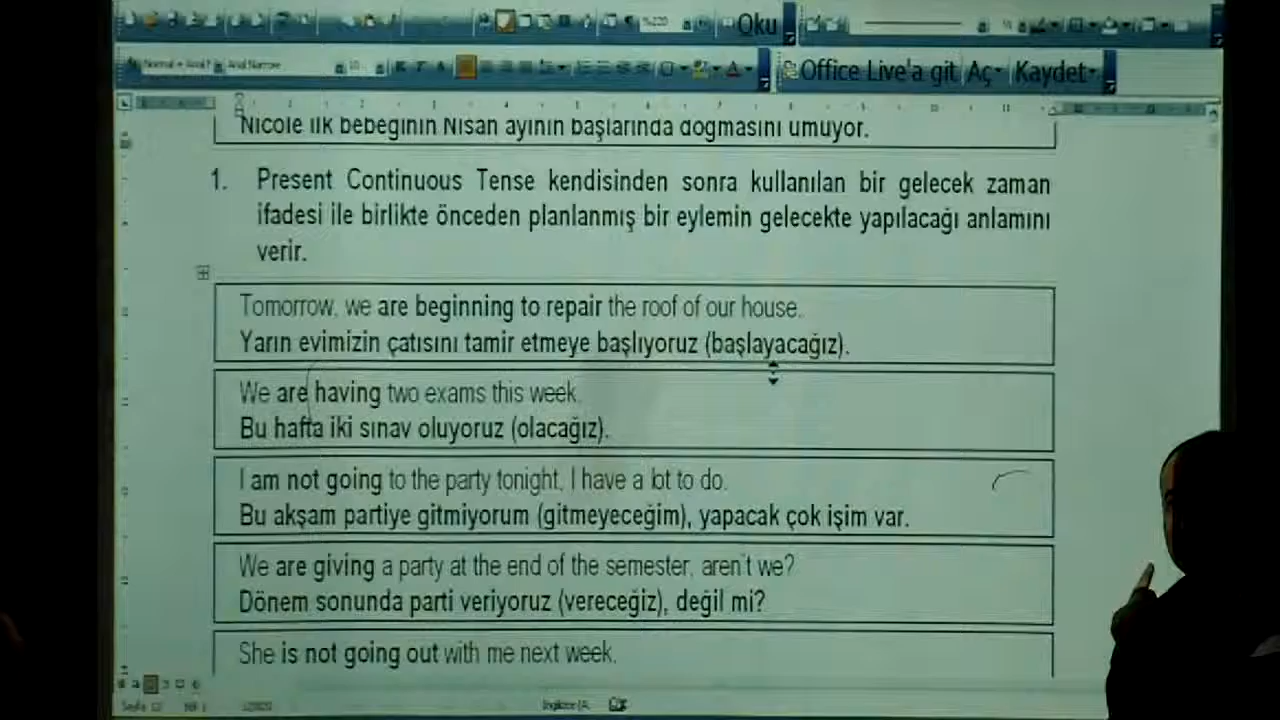 Oku
Normal + Arial N
Arial Narrow
Office Live'a git Aç Kaydet
Nicole ilk bebeğinin Nisan ayının başlarında doğmasını umuyor.
1. Present Continuous Tense kendisinden sonra kullanılan bir gelecek zaman
ifadesi ile birlikte önceden planlanmış bir eylemin gelecekte yapılacağı anlamını
verir.
Tomorrow, we are beginning to repair the roof of our house.
Yarın evimizin çatısını tamir etmeye başlıyoruz (başlayacağız).
We are having two exams this week.
Bu hafta iki sınav oluyoruz (olacağız).
I am not going to the party tonight, I have a lot to do.
Bu akşam partiye gitmiyorum (gitmeyeceğim), yapacak çok işim var.
We are giving a party at the end of the semester, aren't we?
Dönem sonunda parti veriyoruz (vereceğiz), değil mi?
She is not going out with me next week.